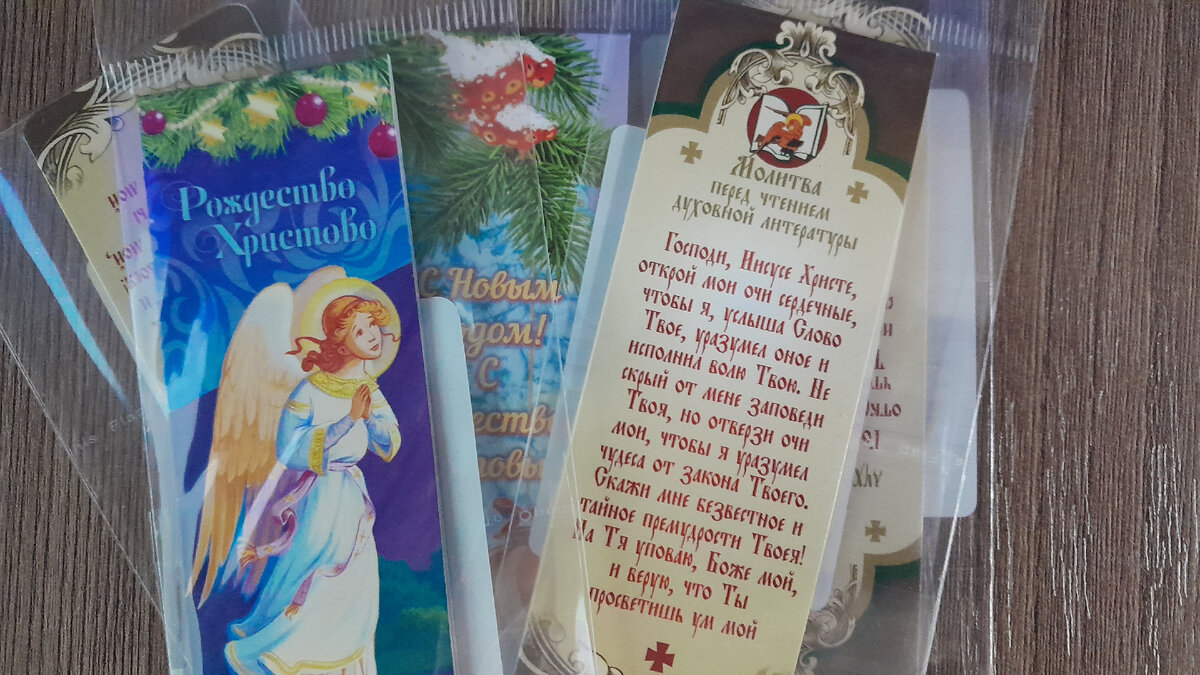 Рождество
Христово
С Новым
годом!
С
Молитва
перед чтением
духовной литературы
Господи, Иисусе Христе,
открой мои очи сердечные,
чтобы я, услыша Слово
Твое, уразумел оное и
исполнил волю Твою. Не
скрый от мене заповеди
Твоя, но отверзи очи
мои, чтобы я уразумел
чудеса от закона Твоего.
Скажи мне безвестное и
тайное премудрости Твоея!
На Тя уповаю, Боже мой,
и верую, что Ты
просветишь ум мой